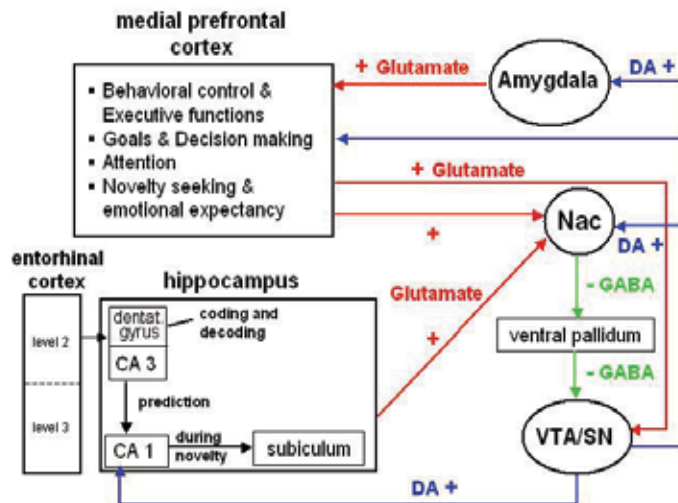 medial prefrontal
cortex
▪ Behavioral control &
Executive functions
▪ Goals & Decision making
▪ Attention
▪ Novelty seeking &
emotional expectancy
+ Glutamate
Amygdala
DA +
+ Glutamate
+
Nac
DA +
entorhinal
cortex
level 2
level 3
hippocampus
dentat.
gyrus
coding and
decoding
CA 3
prediction
CA 1
during
novelty
subiculum
Glutamate
+
- GABA
ventral pallidum
- GABA
VTA/SN
DA +